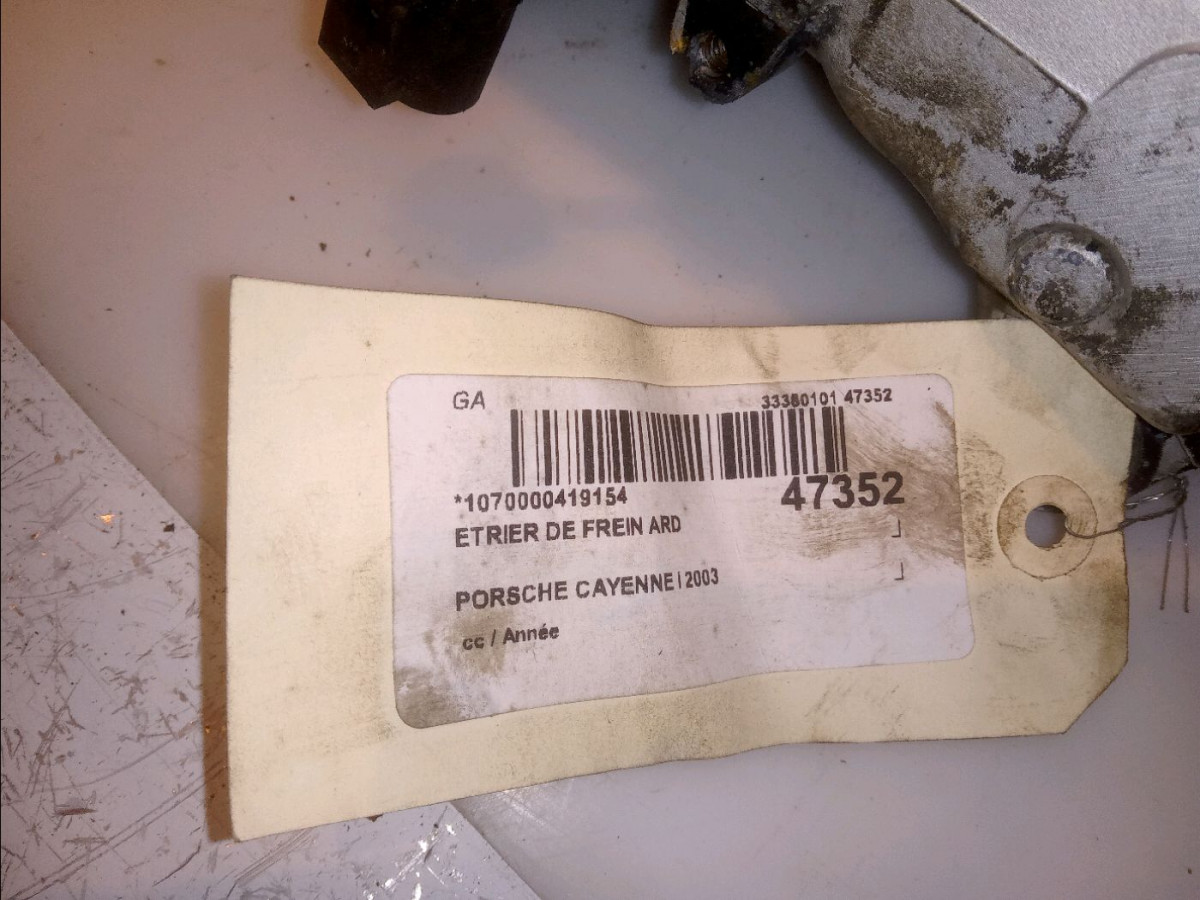 GA
33380101 47352
*1070000419154
47352
ETRIER DE FREIN ARD
PORSCHE CAYENNE I 2003
cc / Année